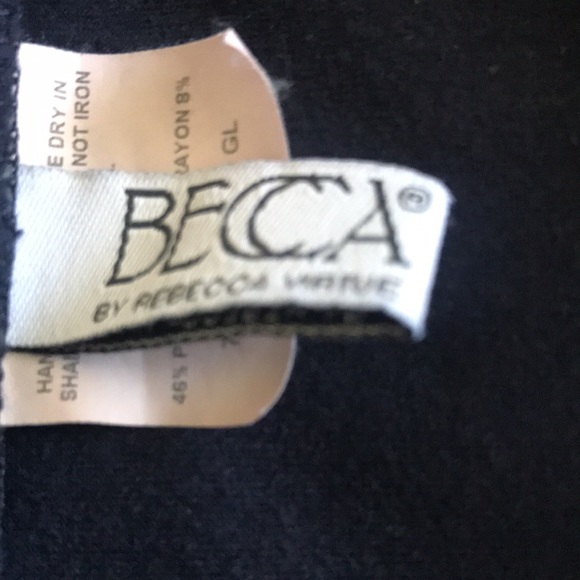 BECCA®
BY REBECCA VIRTUE
HAN
E DRY IN
SHA
NOT IRON
46% P
RAYON 8%
GL